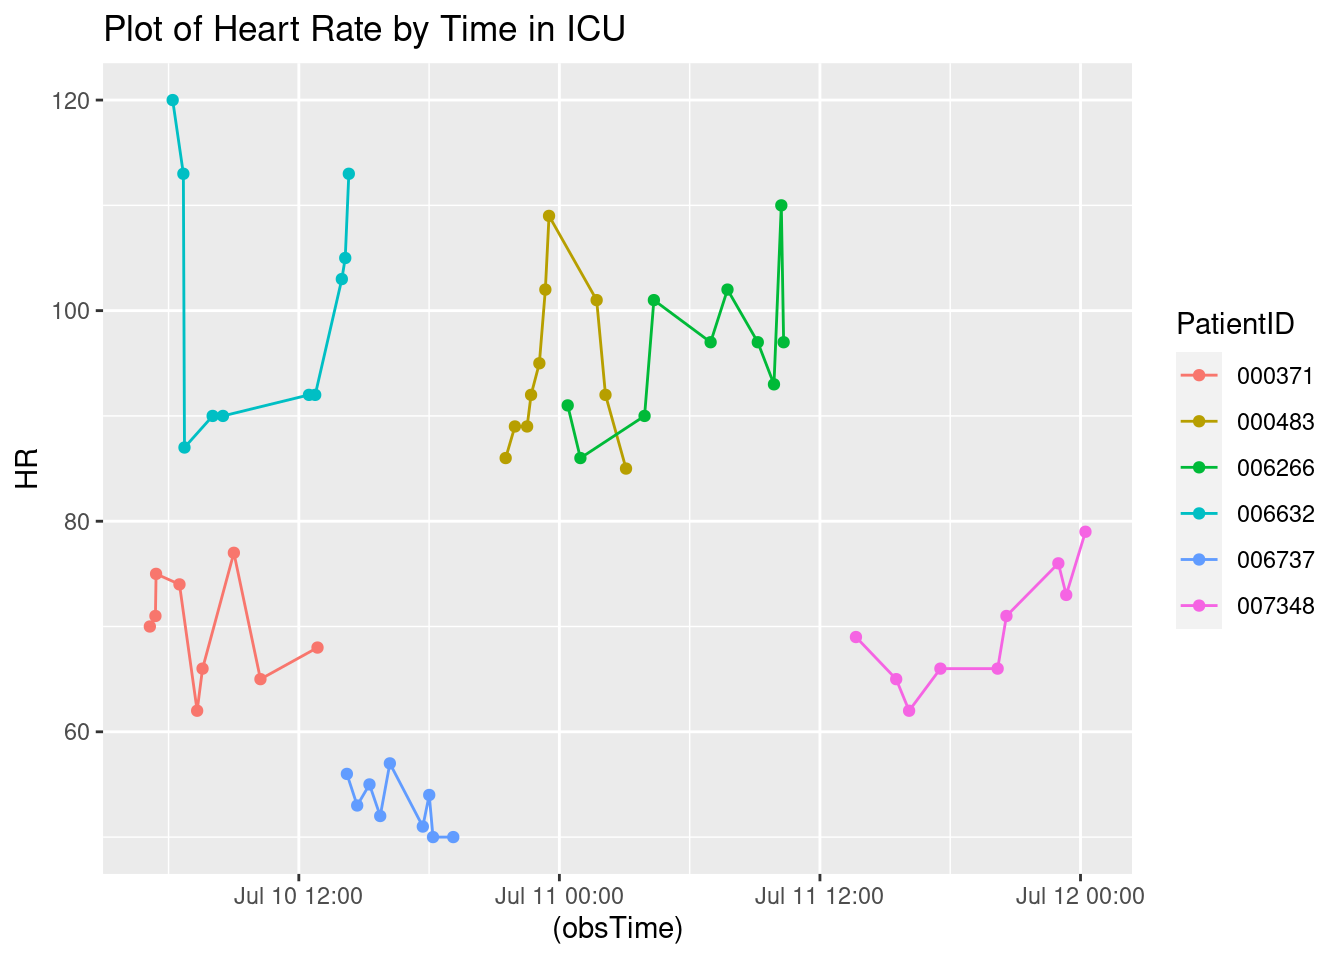 Plot of Heart Rate by Time in ICU
120
100
80
60
HR
Jul 10 12:00 Jul 11 00:00 Jul 11 12:00 Jul 12 00:00
(obsTime)
PatientID
000371
000483
006266
006632
006737
007348